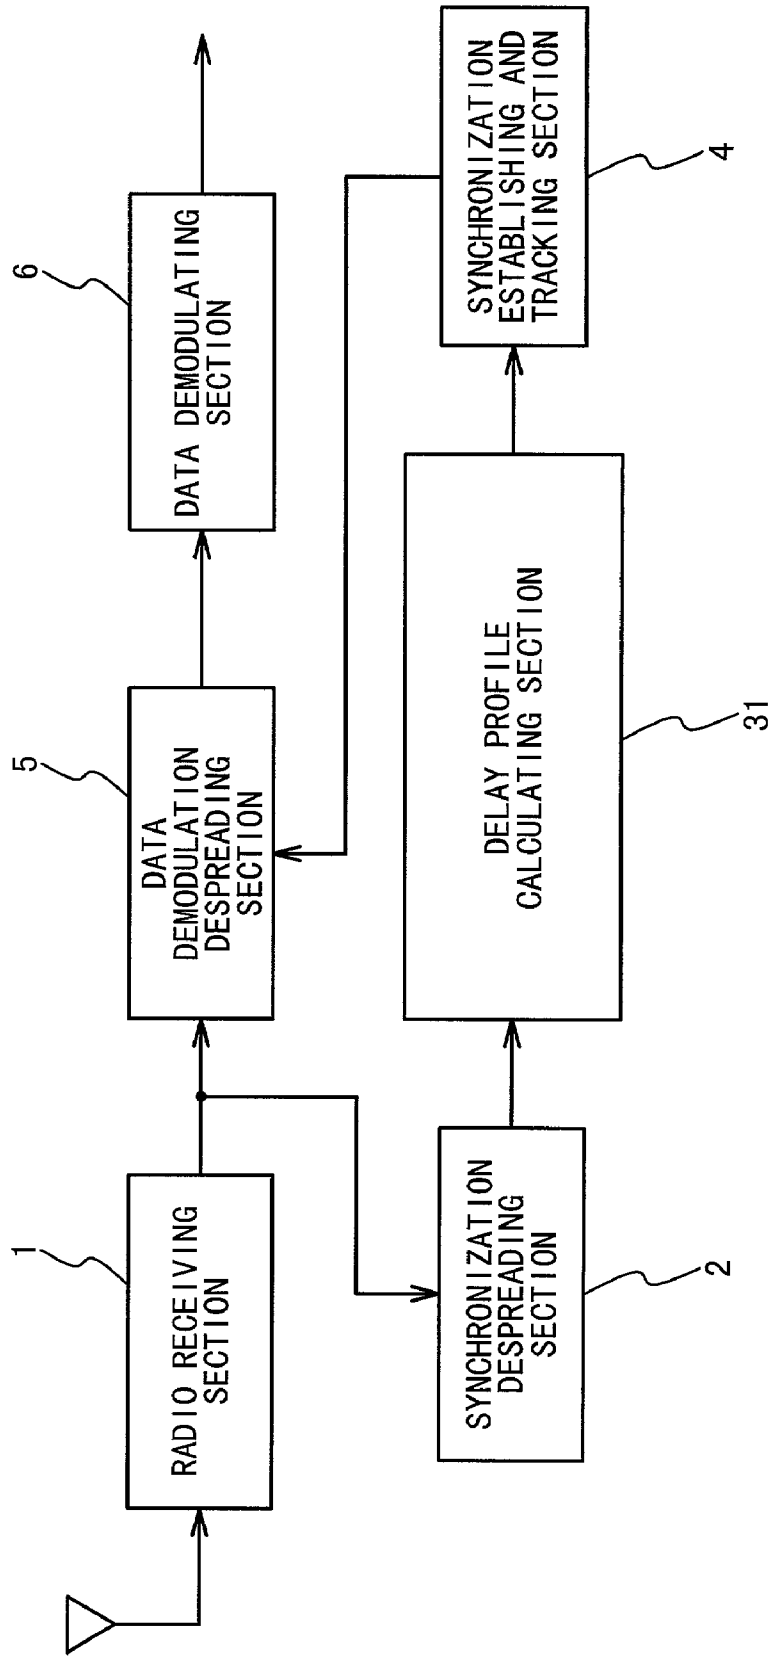 1
RADIO RECEIVING
SECTION
5
DATA
DEMODULATION
DESPREADING
SECTION
6
DATA DEMODULATING
SECTION
SYNCHRONIZATION
DESPREADING
SECTION
2
DELAY PROFILE
CALCULATING SECTION
31
SYNCHRONIZATION
ESTABLISHING AND
TRACKING SECTION
4